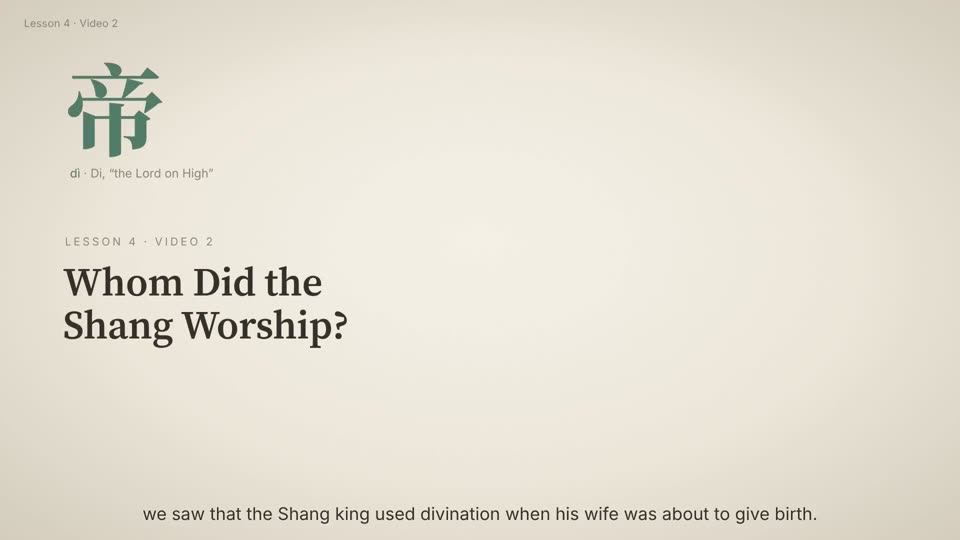 Lesson 4 · Video 2
帝
dì · Di, “the Lord on High”
LESSON 4 · VIDEO 2
Whom Did the
Shang Worship?
we saw that the Shang king used divination when his wife was about to give birth.